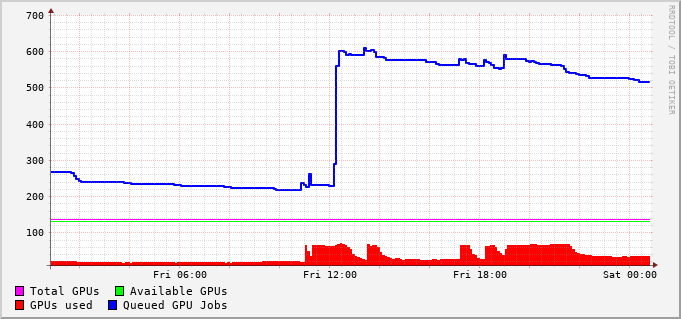 700
600
500
400
300
200
100
Fri 06:00 Fri 12:00 Fri 18:00 Sat 00:00
Total GPUs Available GPUs
GPUs used Queued GPU Jobs
RRDTOOL / TOBI OETIKER